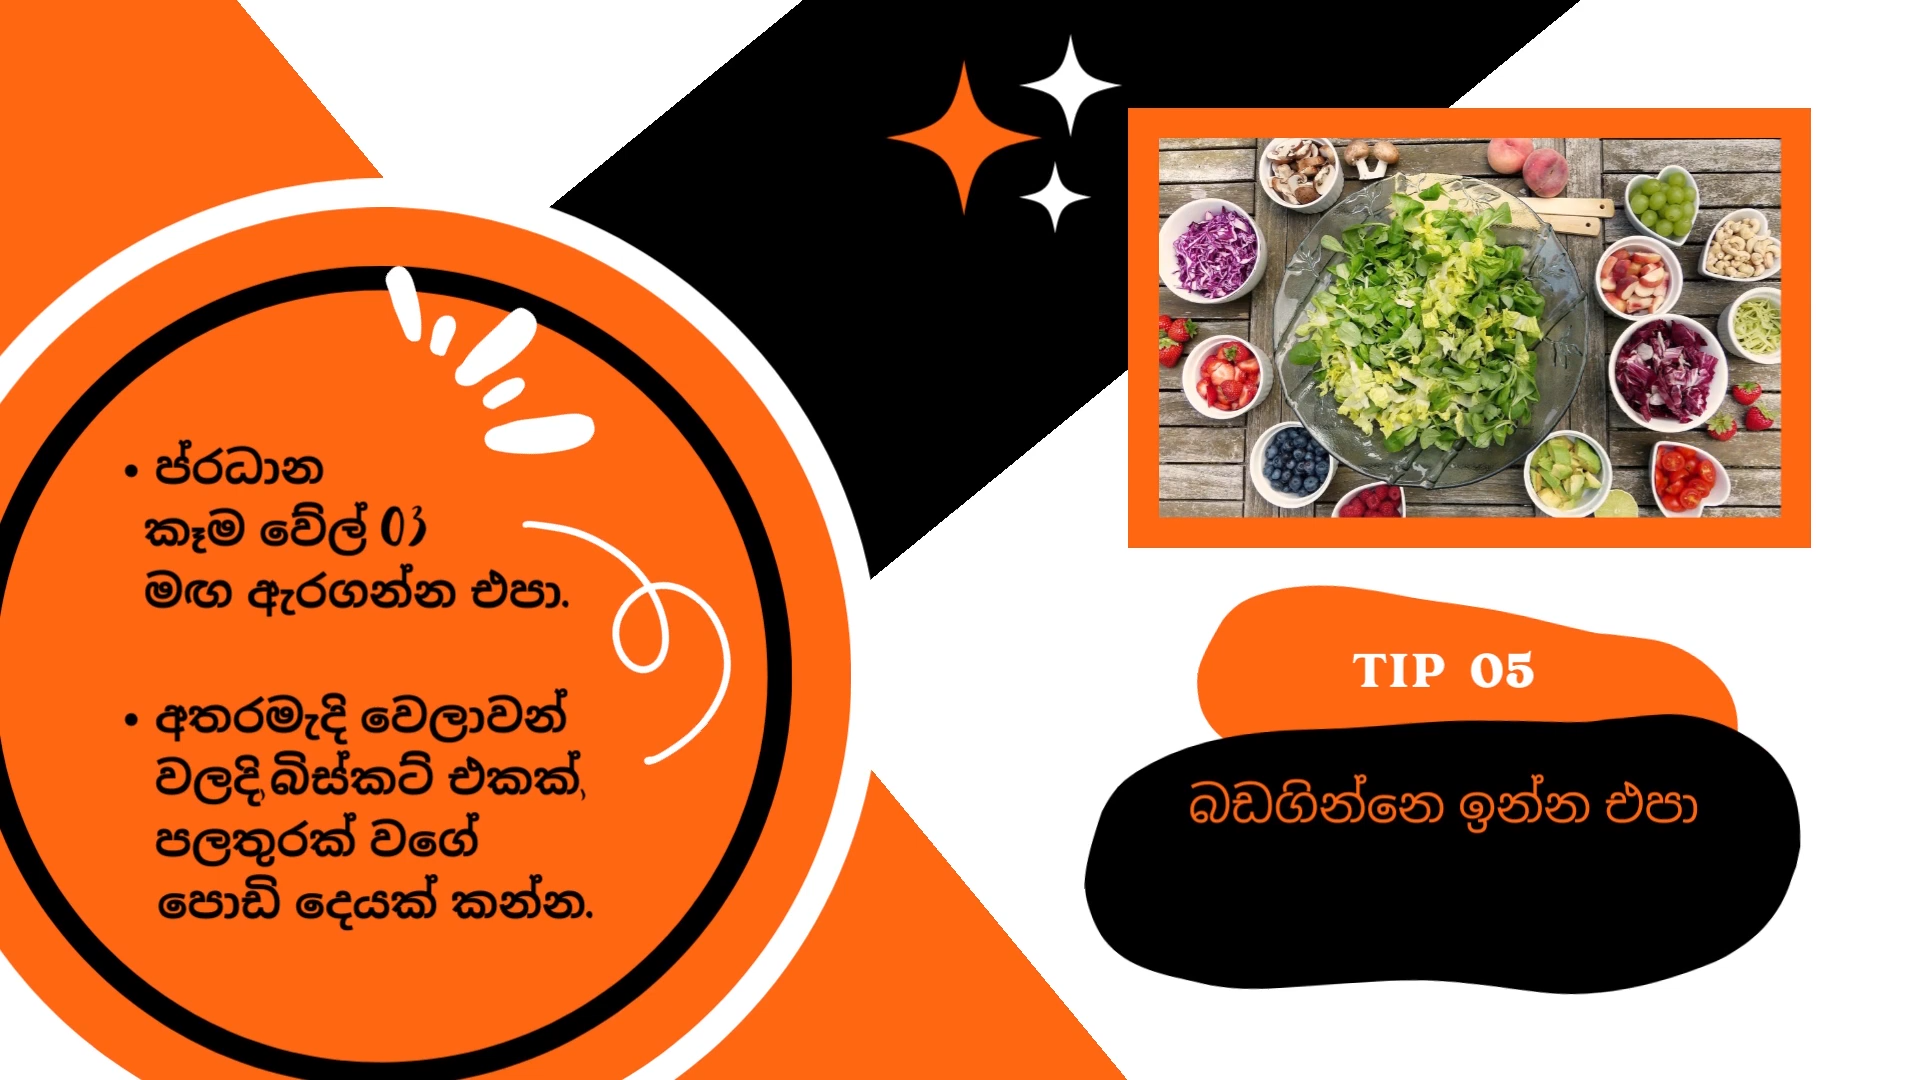 • ප්රධාන
කෑම වේල් 03
මඟ ඇරගන්න එපා.
• අතරමැදි වෙලාවන්
වලදි,බිස්කට් එකක්,
පලතුරක් වගේ
පොඩි දෙයක් කන්න.
TIP 05
බඩගින්නෙ ඉන්න එපා